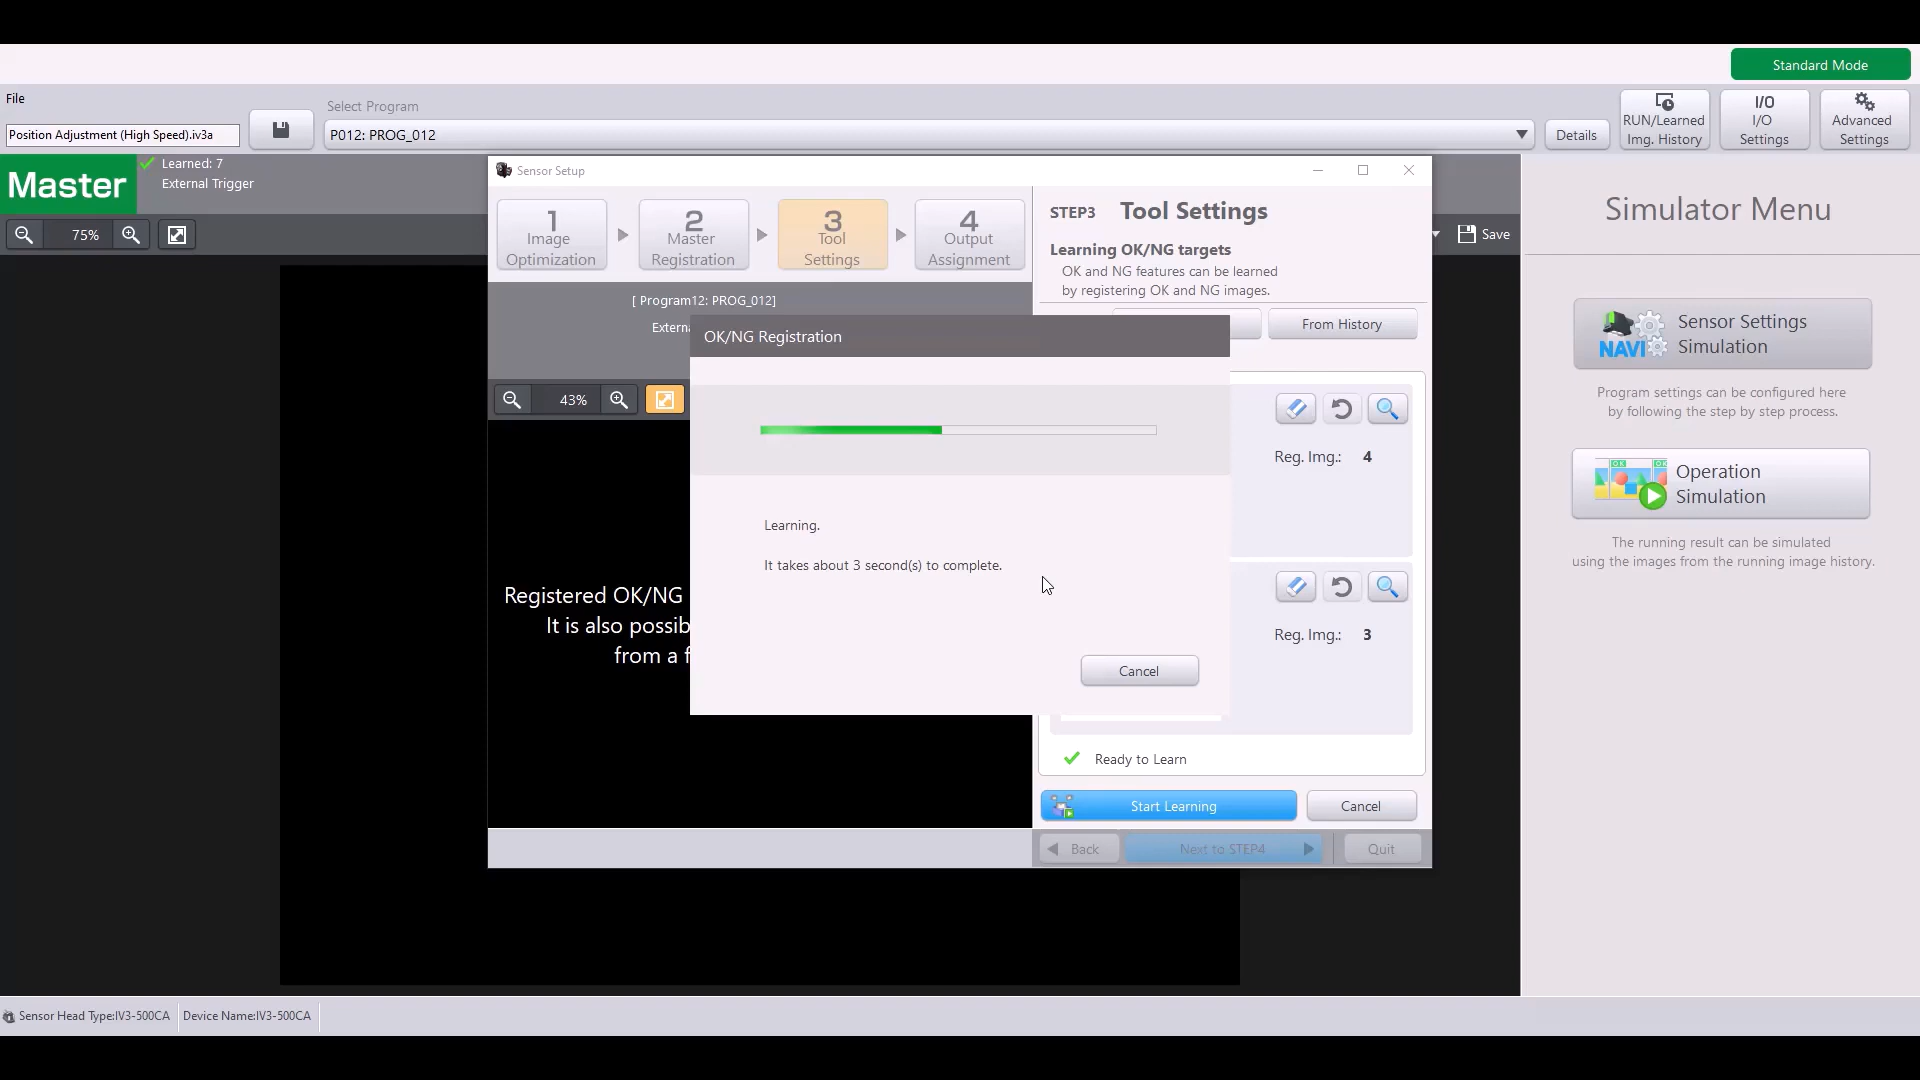 Standard Mode
File
Select Program
Position Adjustment (High Speed).iv3a
P012: PROG_012
Details
RUN/Learned
Img. History
I/O
I/O
Settings
Advanced
Settings
Master
Learned: 7
External Trigger
75%
Save
Sensor Setup
1
Image
Optimization
2
Master
Registration
3
Tool
Settings
4
Output
Assignment
[ Program12: PROG_012]
43%
Registered OK/NG
from a
STEP3
Tool Settings
Learning OK/NG targets
OK and NG features can be learned
by registering OK and NG images.
From History
OK/NG Registration
Learning.
It takes about 3 second(s) to complete.
Cancel
Reg. Img.: 4
Reg. Img.: 3
Ready to Learn
Start Learning
Cancel
Back
Next to STEP4
Quit
Simulator Menu
NAVI
Sensor Settings
Simulation
Program settings can be configured here
by following the step by step process.
Operation
Simulation
The running result can be simulated
using the images from the running image history.
Sensor Head Type:IV3-500CA
Device Name:IV3-500CA
It is also